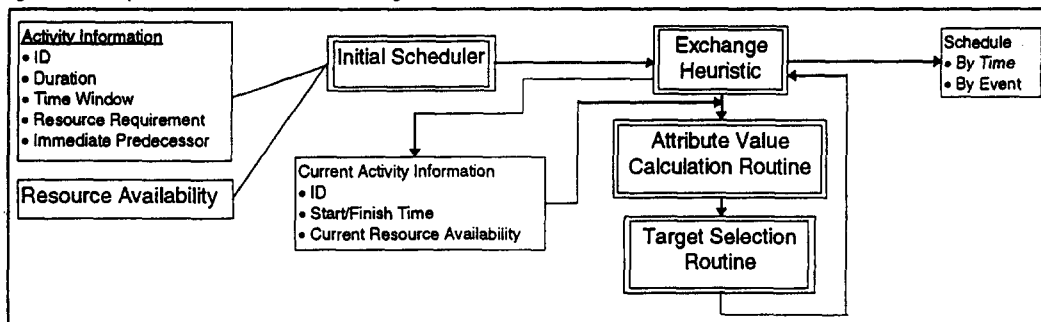 Activity Information
• ID
• Duration
• Time Window
• Resource Requirement
• Immediate Predecessor
Resource Availability
Initial Scheduler
Exchange
Heuristic
Schedule
• By Time
• By Event
Current Activity Information
• ID
• Start/Finish Time
• Current Resource Availability
Attribute Value
Calculation Routine
Target Selection
Routine